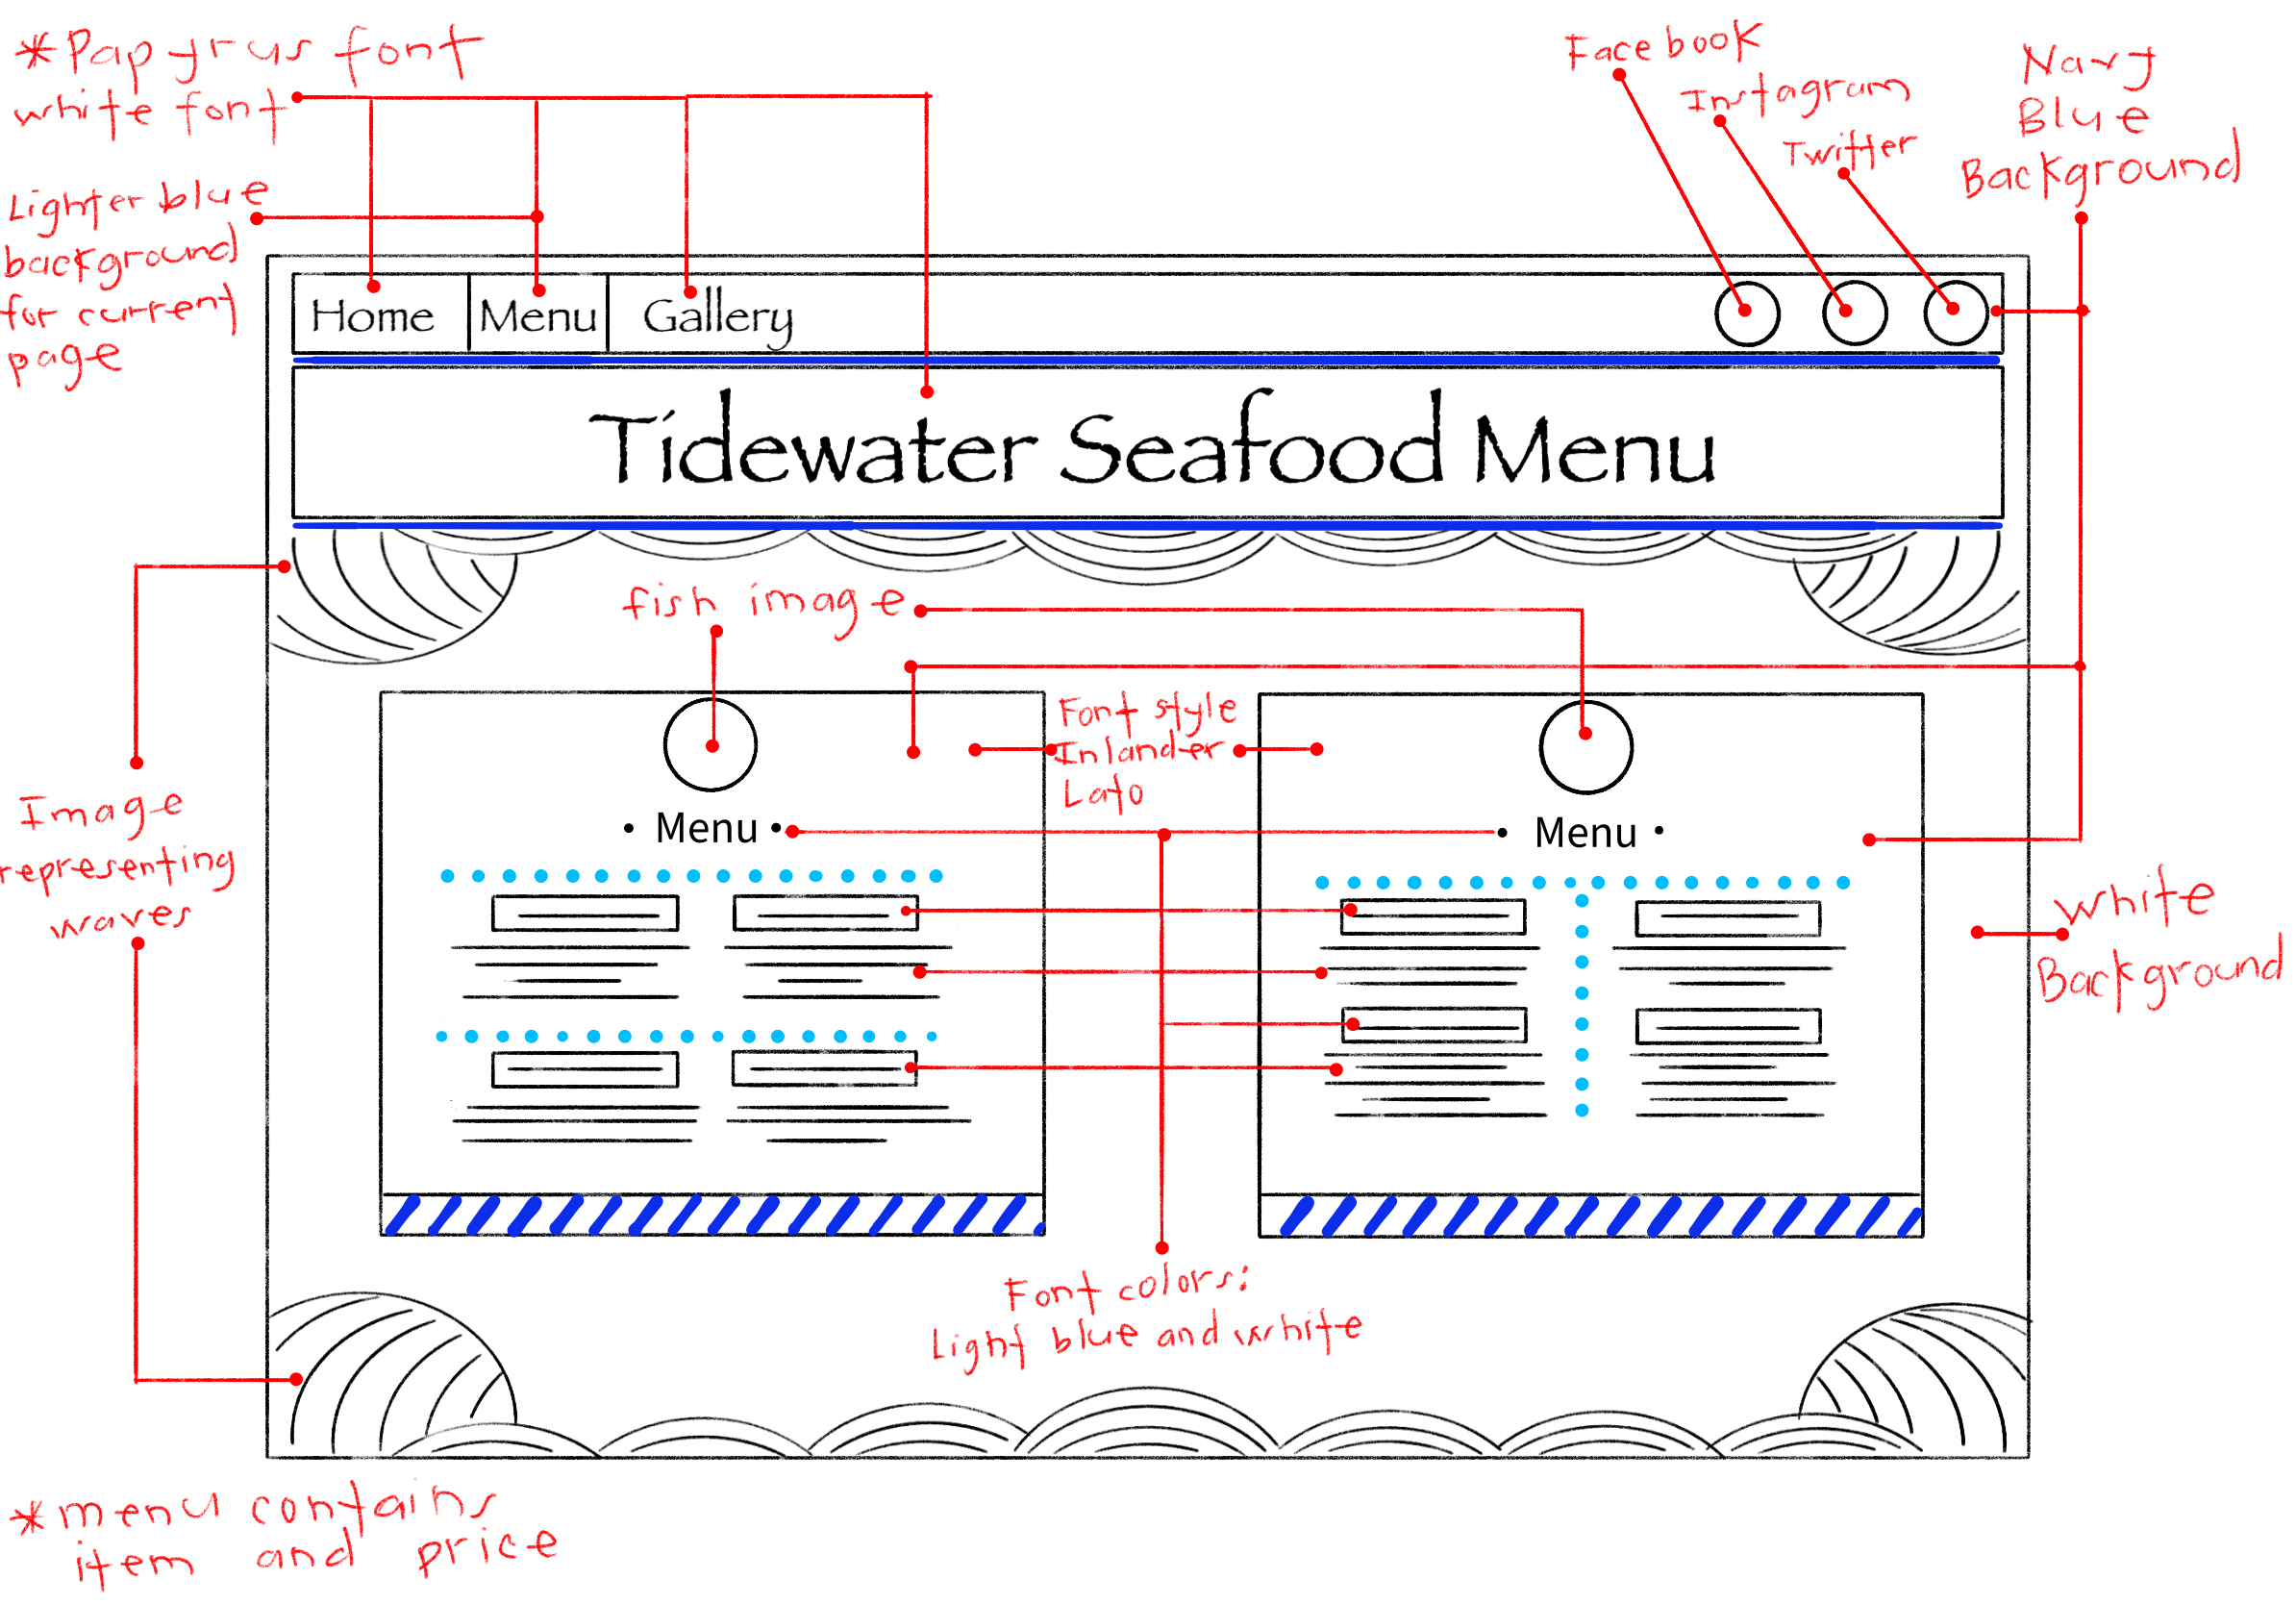 *Papyrus font
white font
Facebook
Instagram
Twitter
Navy
Blue
Background
Lighter blue
background
for current
page
Home Menu Gallery
Tidewater Seafood Menu
fish image
Font style
Inlander
Lato
Image
representing
waves
• Menu •
• Menu •
white
Background
Font colors:
Light blue and white
*menu contains
item and price